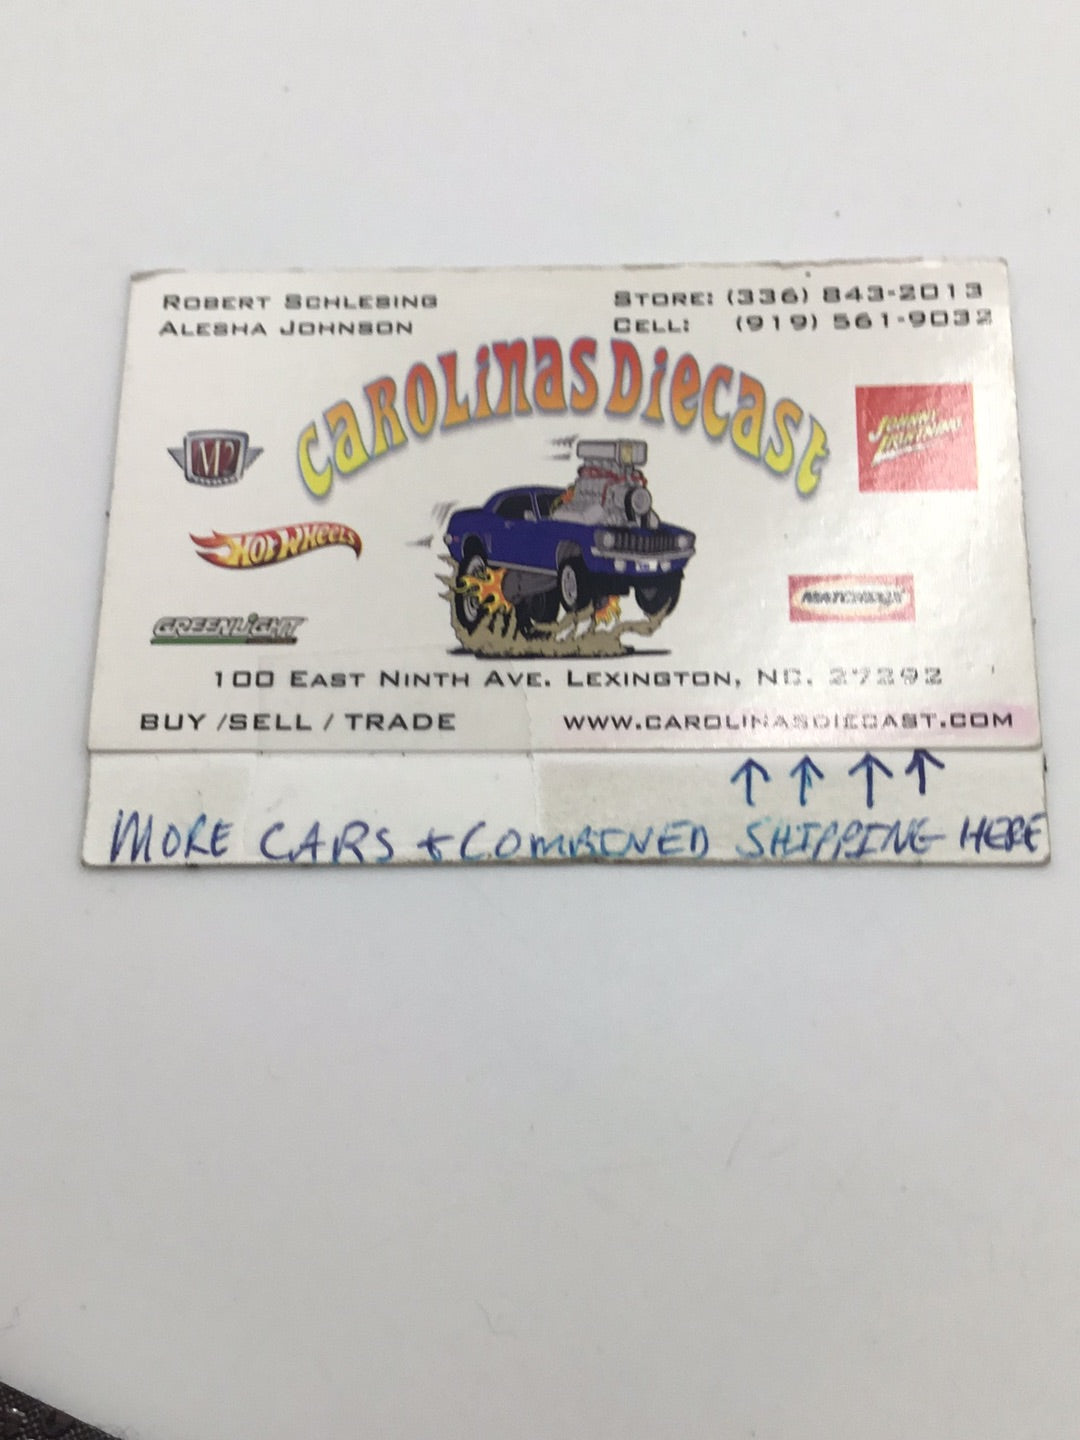 ROBERT SCHLESING
ALESHA JOHNSON
STORE: (336) 843-2013
CELL: (919) 561-9032
CAROLINAS DIECAST
M2
JOHNNY LIGHTNING
HOT WHEELS
MATCHBOX
GREENLIGHT
100 EAST NINTH AVE. LEXINGTON, NC. 27292
BUY /SELL / TRADE
WWW.CAROLINASDIECAST.COM
↑ ↑ ↑ ↑
MORE CARS + COMBINED SHIPPING HERE